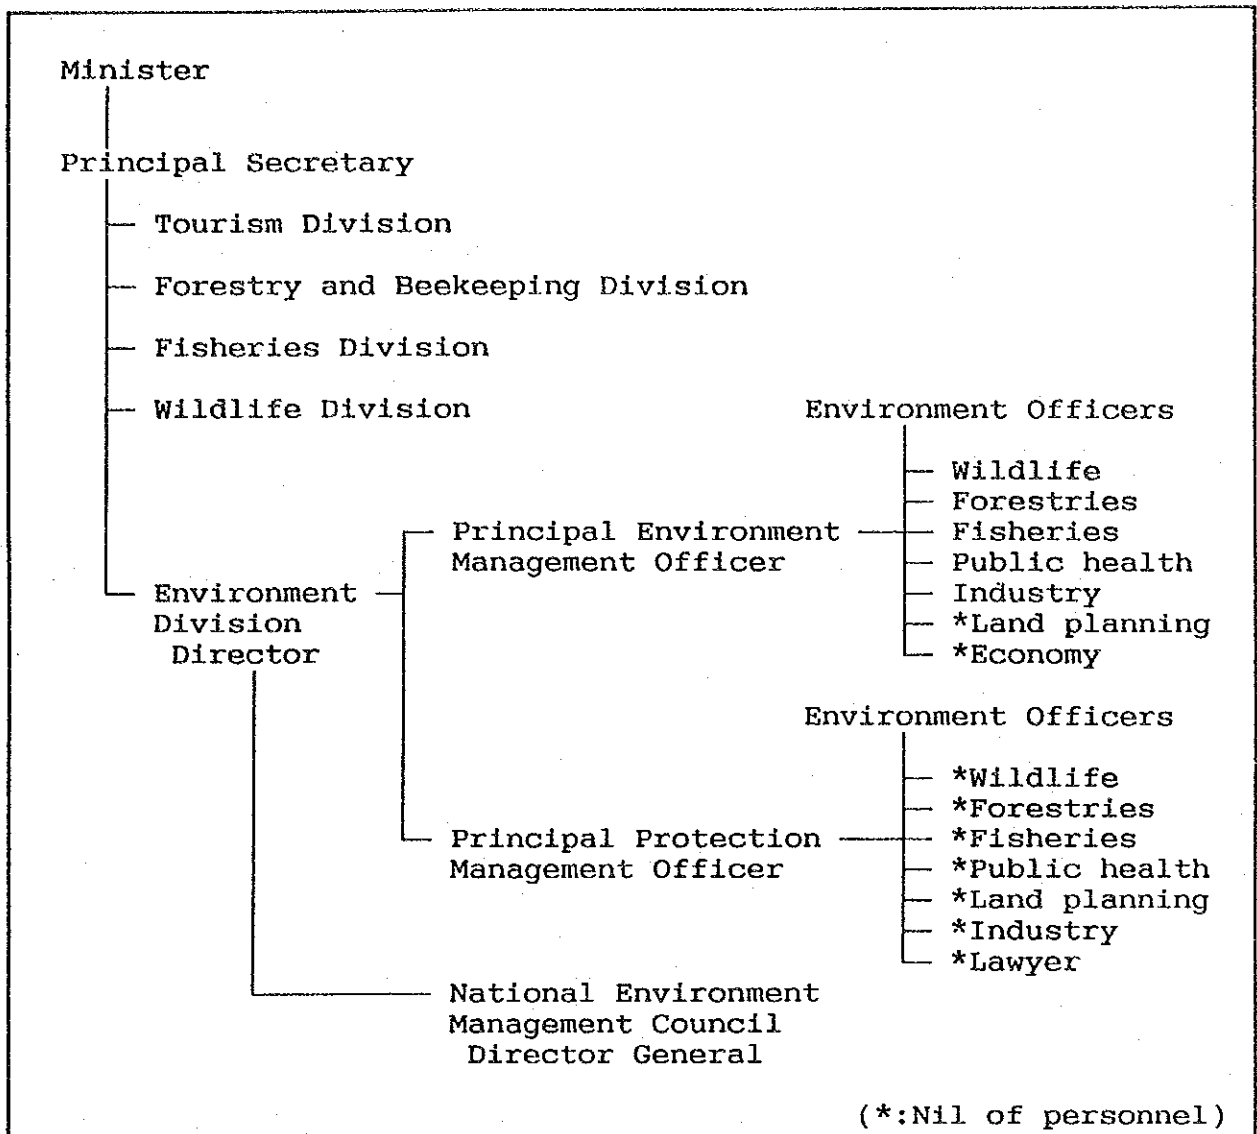 Minister
Principal Secretary
Tourism Division
Forestry and Beekeeping Division
Fisheries Division
Wildlife Division
Environment Division
Director
Principal Environment
Management Officer
Environment Officers
Wildlife
Forestries
Fisheries
Public health
Industry
*Land planning
*Economy
Principal Protection
Management Officer
Environment Officers
*Wildlife
*Forestries
*Fisheries
*Public health
*Land planning
*Industry
*Lawyer
National Environment
Management Council
Director General
(*:Nil of personnel)